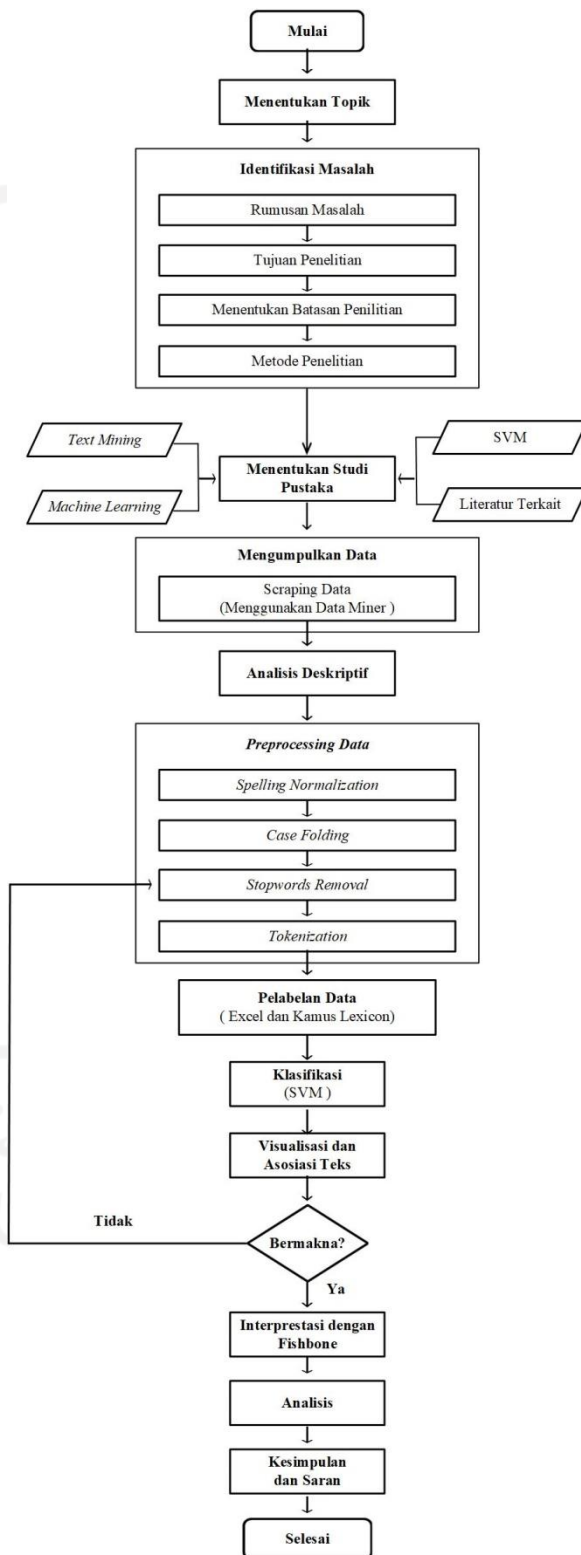 Mulai
Menentukan Topik
Identifikasi Masalah
Rumusan Masalah
Tujuan Penelitian
Menentukan Batasan Penilitian
Metode Penelitian
Text Mining
SVM
Menentukan Studi
Pustaka
Machine Learning
Literatur Terkait
Mengumpulkan Data
Scraping Data
(Menggunakan Data Miner )
Analisis Deskriptif
Preprocessing Data
Spelling Normalization
Case Folding
Stopwords Removal
Tokenization
Pelabelan Data
( Excel dan Kamus Lexicon)
Klasifikasi
(SVM )
Visualisasi dan
Asosiasi Teks
Tidak
Bermakna?
Ya
Interprestasi dengan
Fishbone
Analisis
Kesimpulan
dan Saran
Selesai